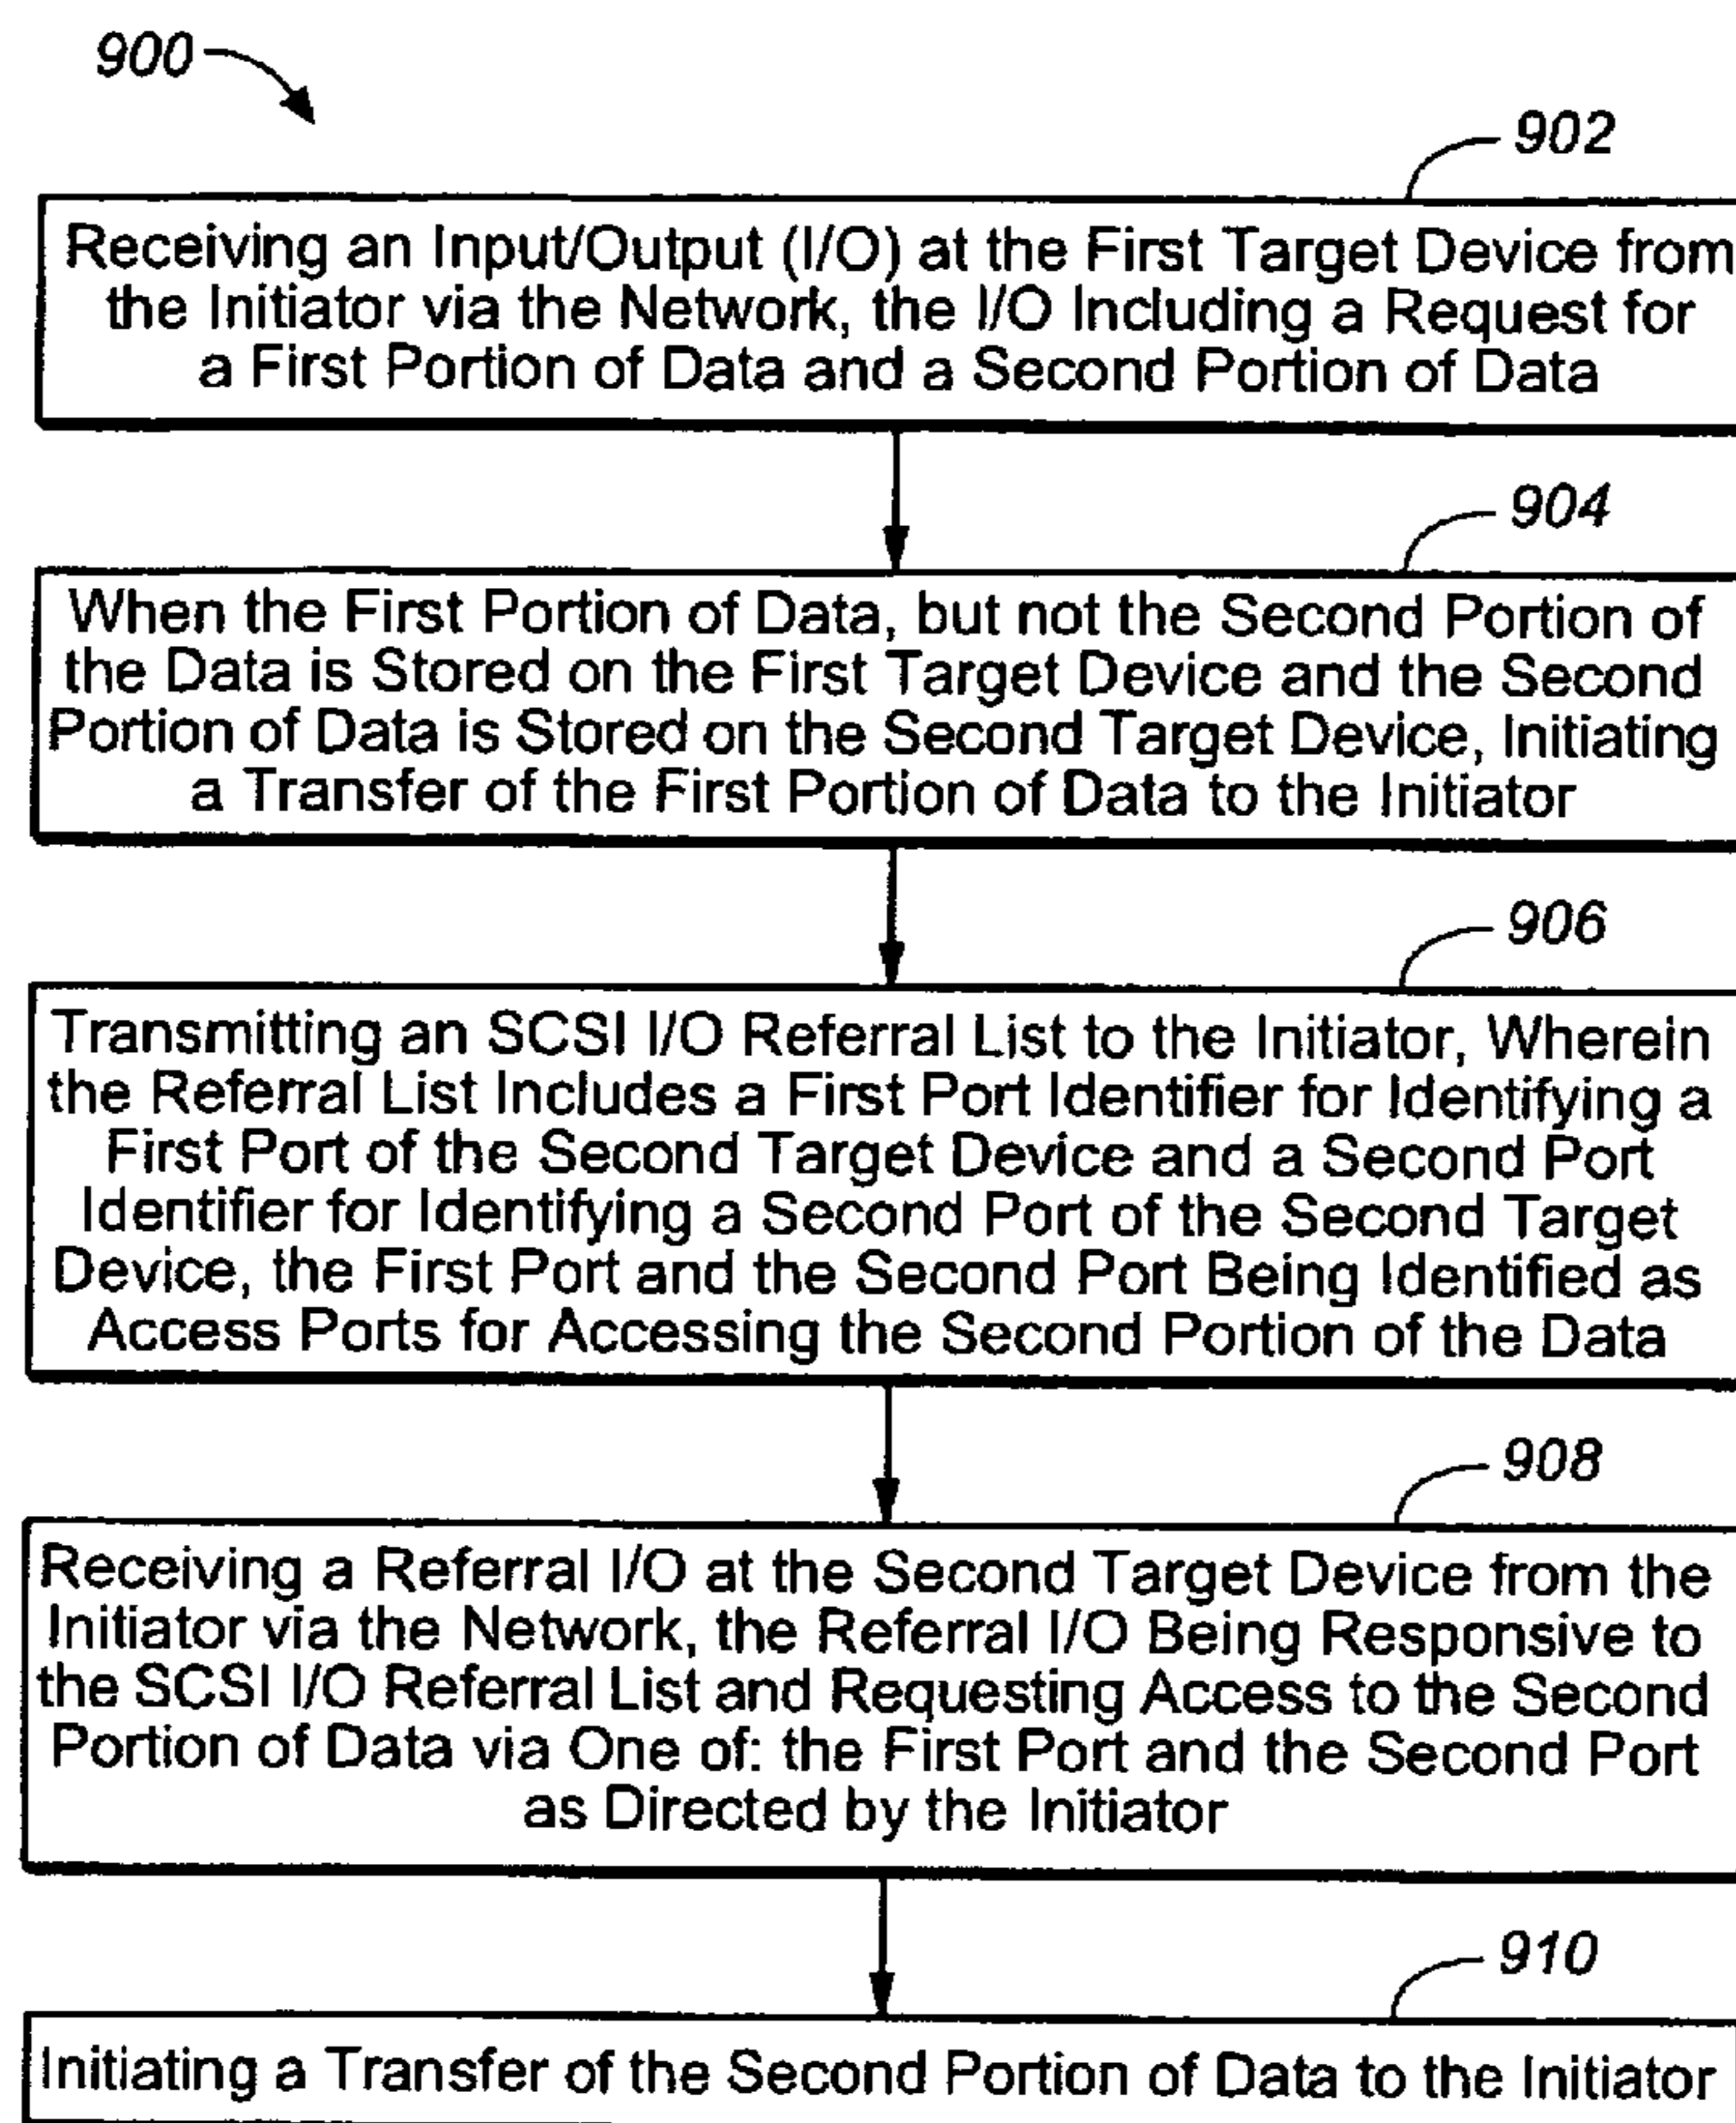 900
902
Receiving an Input/Output (I/O) at the First Target Device from
the Initiator via the Network, the I/O Including a Request for
a First Portion of Data and a Second Portion of Data
904
When the First Portion of Data, but not the Second Portion of
the Data is Stored on the First Target Device and the Second
Portion of Data is Stored on the Second Target Device, Initiating
a Transfer of the First Portion of Data to the Initiator
906
Transmitting an SCSI I/O Referral List to the Initiator, Wherein
the Referral List Includes a First Port Identifier for Identifying a
First Port of the Second Target Device and a Second Port
Identifier for Identifying a Second Port of the Second Target
Device, the First Port and the Second Port Being Identified as
Access Ports for Accessing the Second Portion of the Data
908
Receiving a Referral I/O at the Second Target Device from the
Initiator via the Network, the Referral I/O Being Responsive to
the SCSI I/O Referral List and Requesting Access to the Second
Portion of Data via One of: the First Port and the Second Port
as Directed by the Initiator
910
Initiating a Transfer of the Second Portion of Data to the Initiator